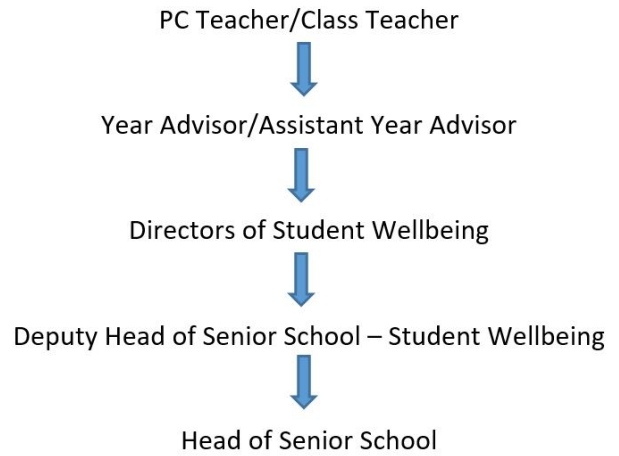 PC Teacher/Class Teacher
Year Advisor/Assistant Year Advisor
Directors of Student Wellbeing
Deputy Head of Senior School – Student Wellbeing
Head of Senior School